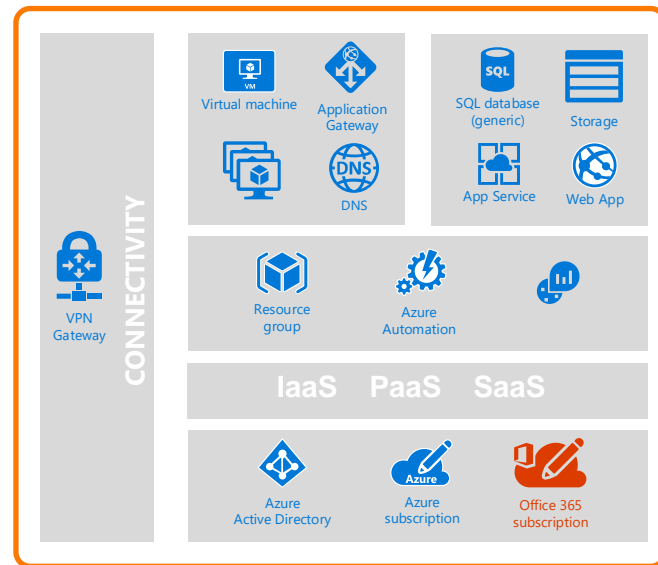 VM
Virtual machine
Application
Gateway
DNS
DNS
SQL
SQL database
(generic)
Storage
App Service
Web App
CONNECTIVITY
VPN
Gateway
Resource
group
Azure
Automation
IaaS PaaS SaaS
Azure
Active Directory
Azure
Azure
subscription
Office 365
subscription